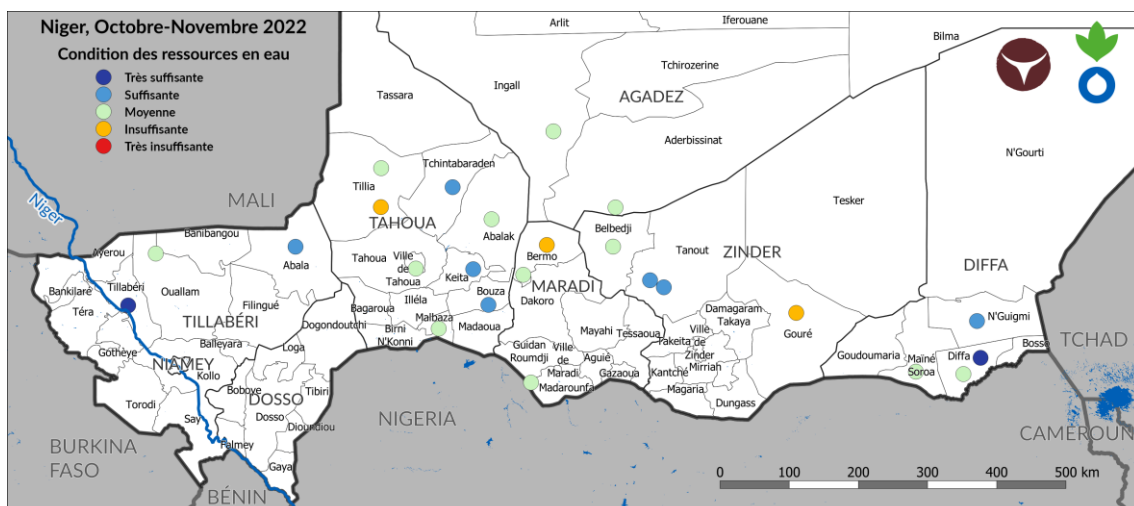 Niger, Octobre-Novembre 2022
Condition des ressources en eau
Très suffisante
Suffisante
Moyenne
Insuffisante
Très insuffisante
Arlit
Iferouane
Bilma
Ingall
Tchirozerine
Tassara
AGADEZ
Aderbissinat
N'Gourti
Tchintabaraden
Tillia
MALI
Niger
Tesker
TAHOUA
Banibangou
Belbedji
Abalak
Tanout
ZINDER
Ayerou
Abala
Tahoua
Ville
de
Tahoua
Bermo
DIFFA
Tillabéri
Ouallam
Keita
MARADI
Bankilare
Téra
Filingué
Bagaroua
Illéla
Bouza
Dakoro
Damagaram
Takaya
N'Guigmi
TILLABÉRI
Dogondoutchi
Birni
N'Konni
Malbaza
Madaoua
Mayahi
Tessaoua
Gouré
TCHAD
Gothèye
Balleyara
Loga
Guidan
Roumdji
Ville
de
Maradi
Aguié
Gazaoua
Takeita
Ville
de
Zinder
Mirriah
Goudoumaria
Maïné
Soroa
Diffa
Bosso
NIAMEY
Kollo
Boboye
DOSSO
Tibiri
Madarounfa
Kantché
Magaria
Dungass
Torodi
Say
Dosso
Dioundiou
NIGERIA
CAMEROUN
BURKINA
FASO
Falmey
Gaya
BÉNIN
0 100 200 300 400 500 km